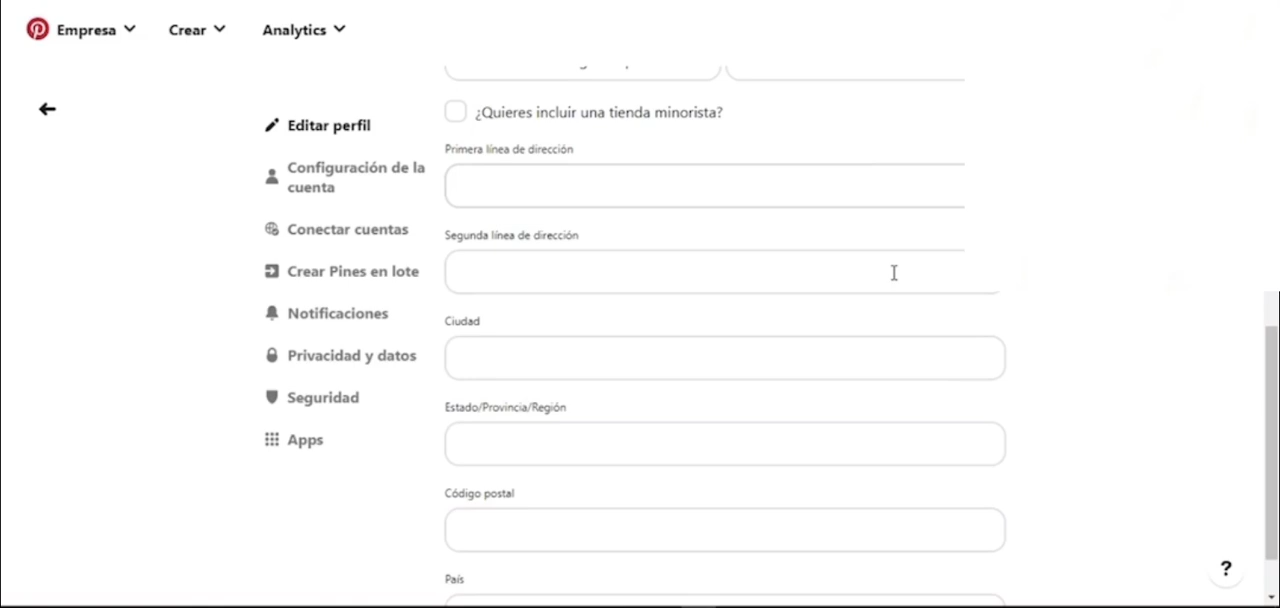 Empresa
Crear
Analytics
¿Quieres incluir una tienda minorista?
Editar perfil
Primera línea de dirección
Configuración de la
cuenta
Conectar cuentas
Segunda línea de dirección
Crear Pines en lote
Notificaciones
Ciudad
Privacidad y datos
Seguridad
Estado/Provincia/Región
Apps
Código postal
?
País